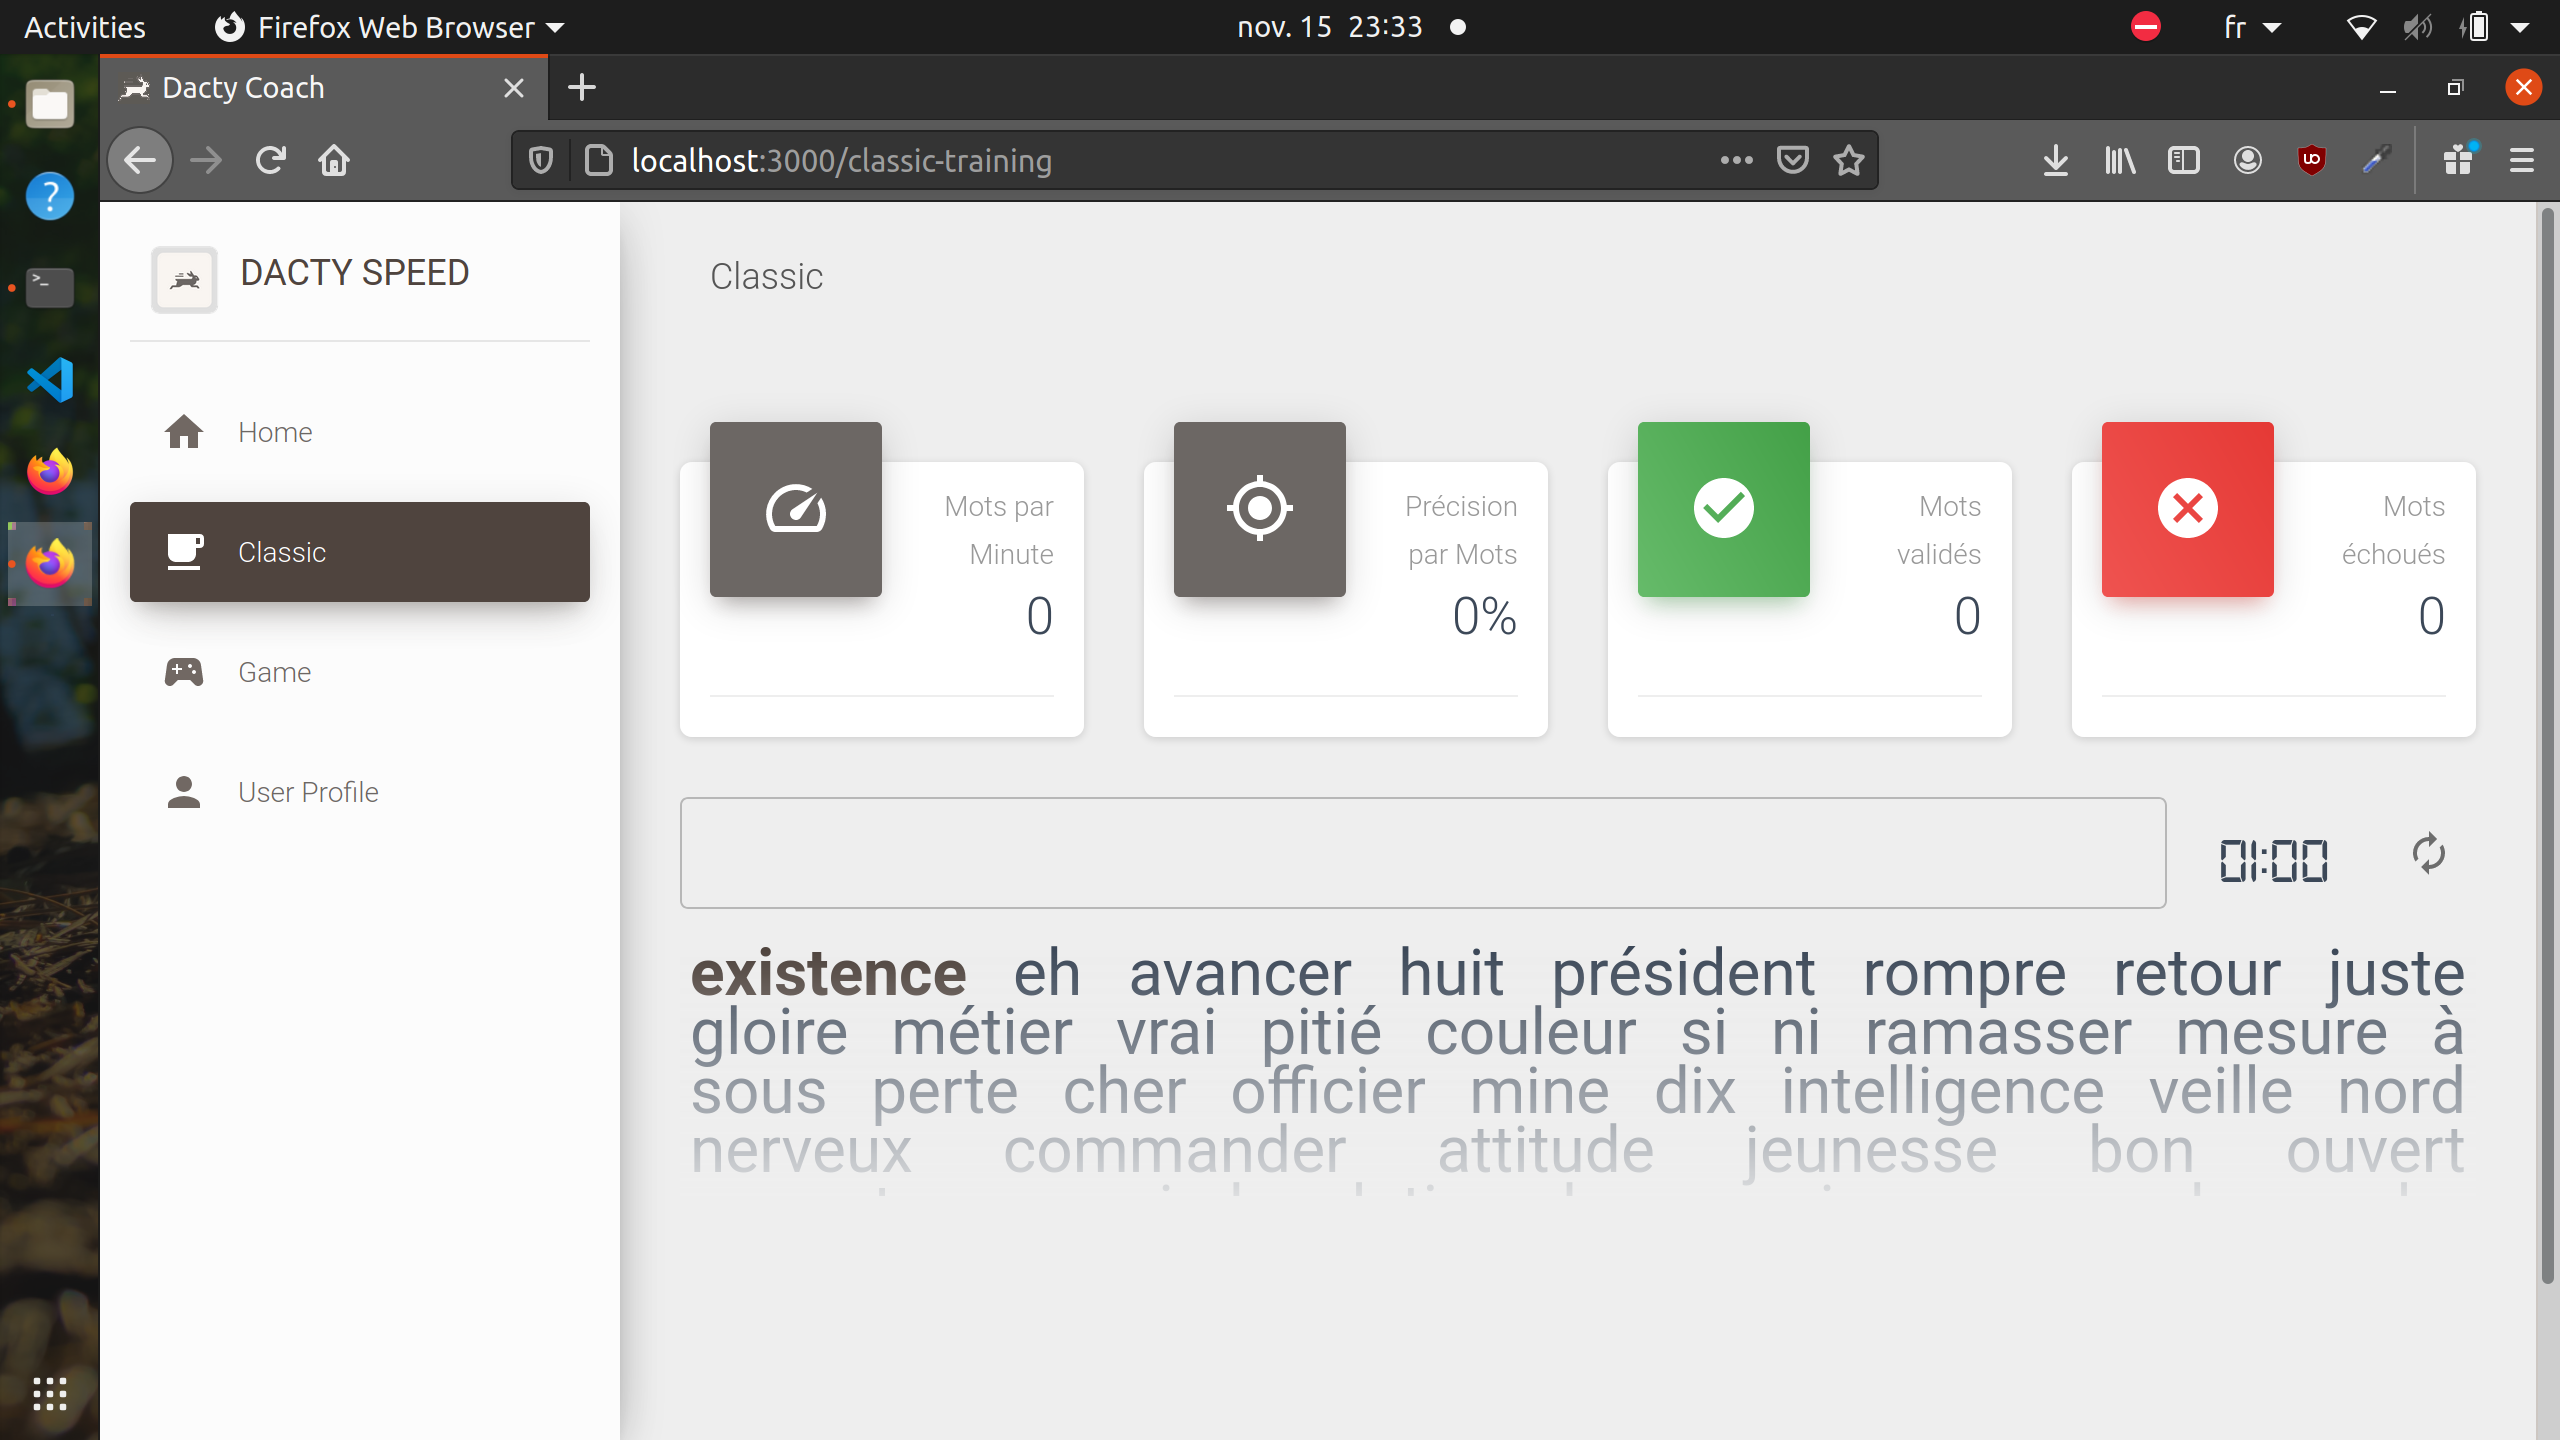 Activities
Firefox Web Browser
nov. 15 23:33
fr
Dacty Coach
localhost:3000/classic-training
DACTY SPEED
Home
Classic
Game
User Profile
Classic
Mots par
Minute
0
Précision
par Mots
0%
Mots
validés
0
Mots
échoués
0
01:00
existence eh avancer huit président rompre retour juste
gloire métier vrai pitié couleur si ni ramasser mesure à
sous perte cher officier mine dix intelligence veille nord
nerveux commander attitude jeunesse bon ouvert